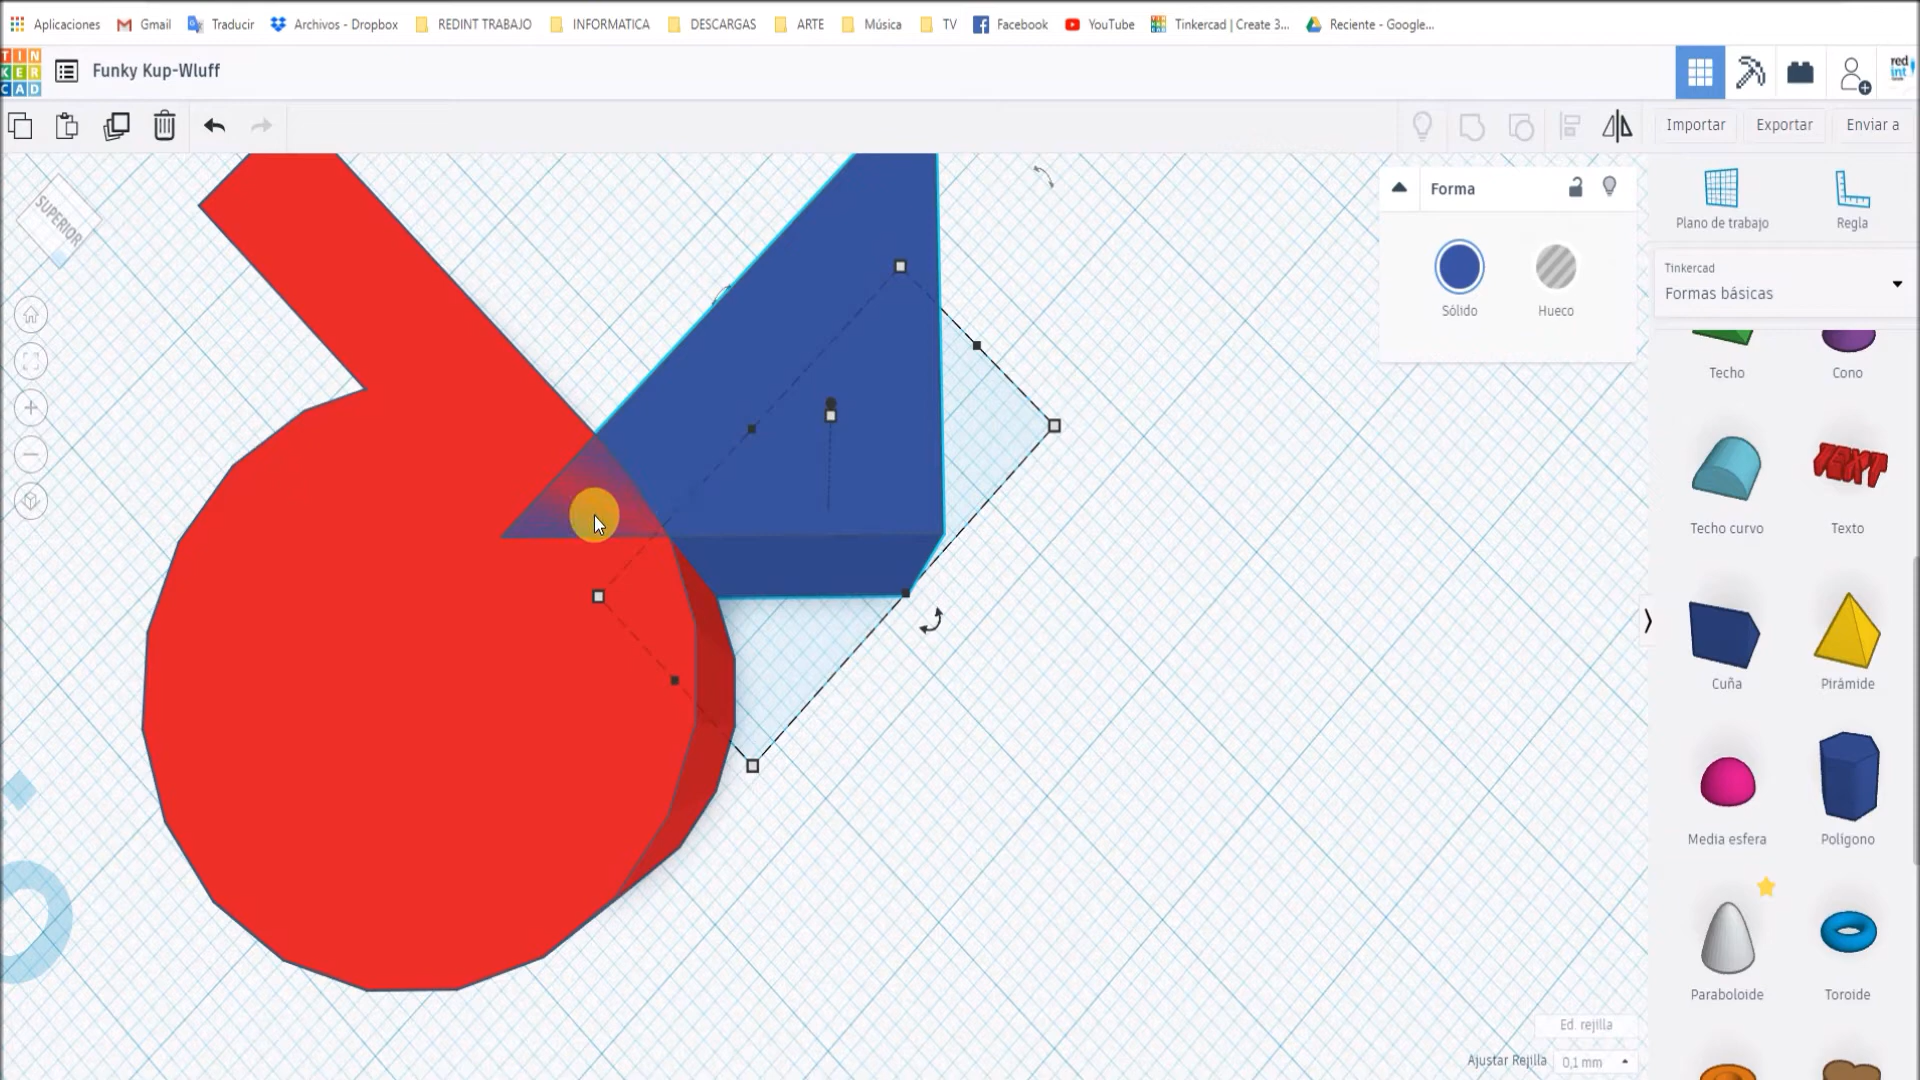 Aplicaciones
Gmail
Traducir
Archivos - Dropbox
REDINT TRABAJO
INFORMATICA
DESCARGAS
ARTE
Música
TV
Facebook
YouTube
Tinkercad | Create 3...
Reciente - Google...
TIN
KER
CAD
Funky Kup-Wluff
red
int
Importar
Exportar
Enviar a
SUPERIOR
Forma
Sólido
Hueco
Plano de trabajo
Regla
Tinkercad
Formas básicas
Techo
Cono
TEXT
Techo curvo
Texto
Cuña
Pirámide
Media esfera
Polígono
Paraboloide
Toroide
Ed. rejilla
Ajustar Rejilla
0,1 mm